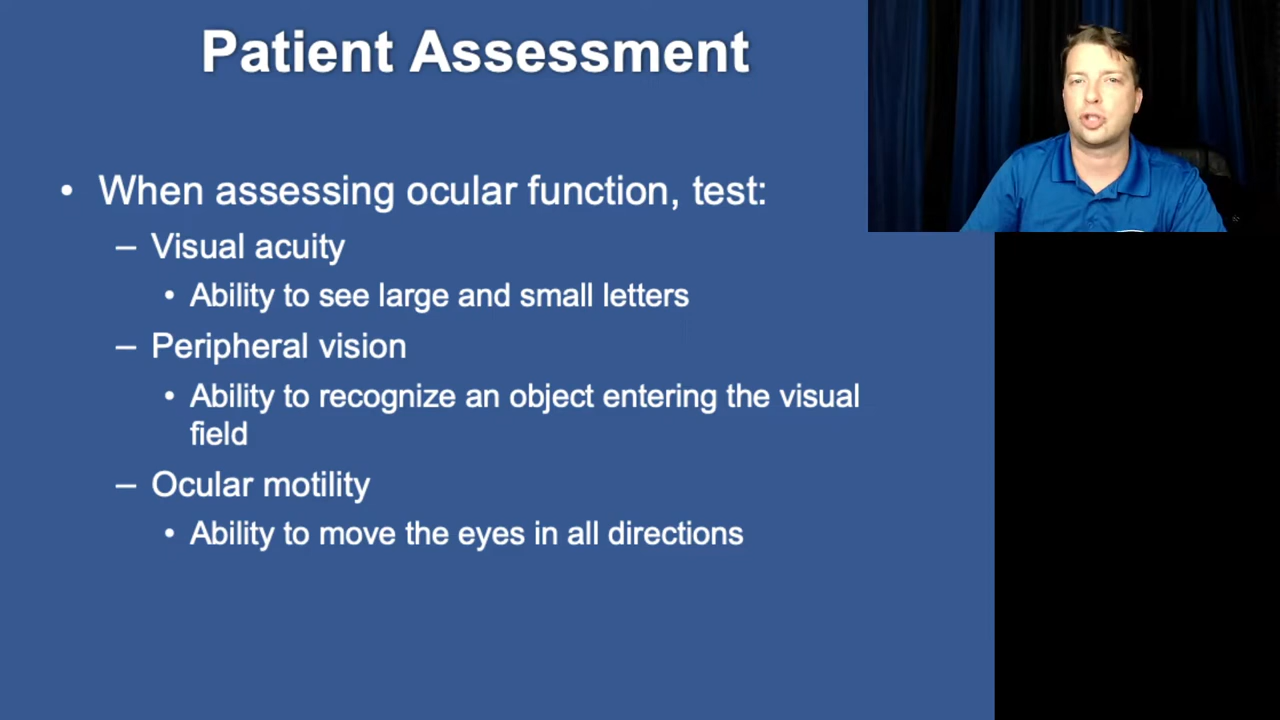 Patient Assessment
• When assessing ocular function, test:
– Visual acuity
• Ability to see large and small letters
– Peripheral vision
• Ability to recognize an object entering the visual
field
– Ocular motility
• Ability to move the eyes in all directions